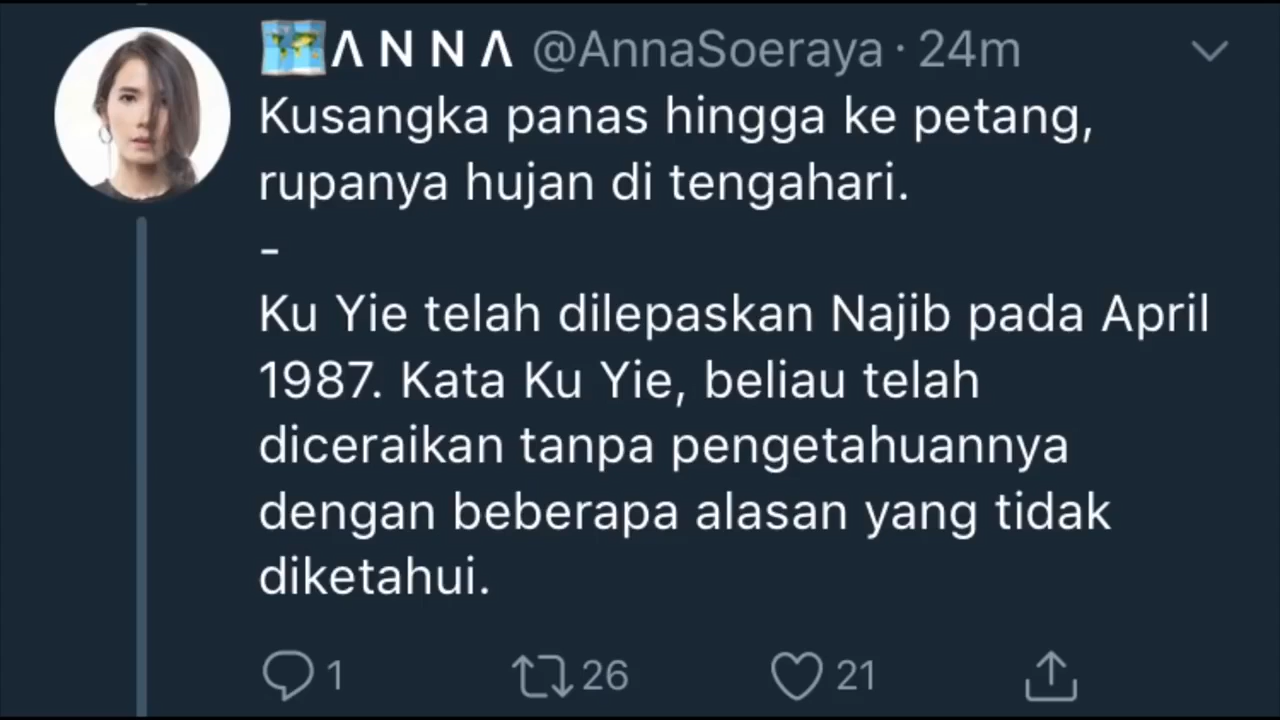 ΛNNΛ @AnnaSoeraya · 24m
Kusangka panas hingga ke petang,
rupanya hujan di tengahari.
-
Ku Yie telah dilepaskan Najib pada April
1987. Kata Ku Yie, beliau telah
diceraikan tanpa pengetahuannya
dengan beberapa alasan yang tidak
diketahui.
1 26 21